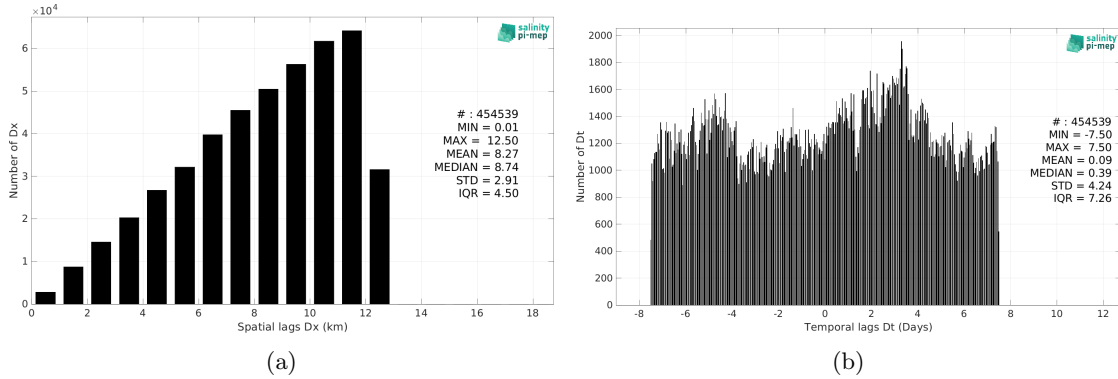 ×10⁴
salinity
pi-mep
6
5
4
3
2
1
0
Number of Dx
# : 454539
MIN = 0.01
MAX = 12.50
MEAN = 8.27
MEDIAN = 8.74
STD = 2.91
IQR = 4.50
0 2 4 6 8 10 12 14 16 18
Spatial lags Dx (km)
(a)
salinity
pi-mep
2000
1800
1600
1400
1200
1000
800
600
400
200
0
Number of Dt
# : 454539
MIN = -7.50
MAX = 7.50
MEAN = 0.09
MEDIAN = 0.39
STD = 4.24
IQR = 7.26
-8 -6 -4 -2 0 2 4 6 8 10 12
Temporal lags Dt (Days)
(b)